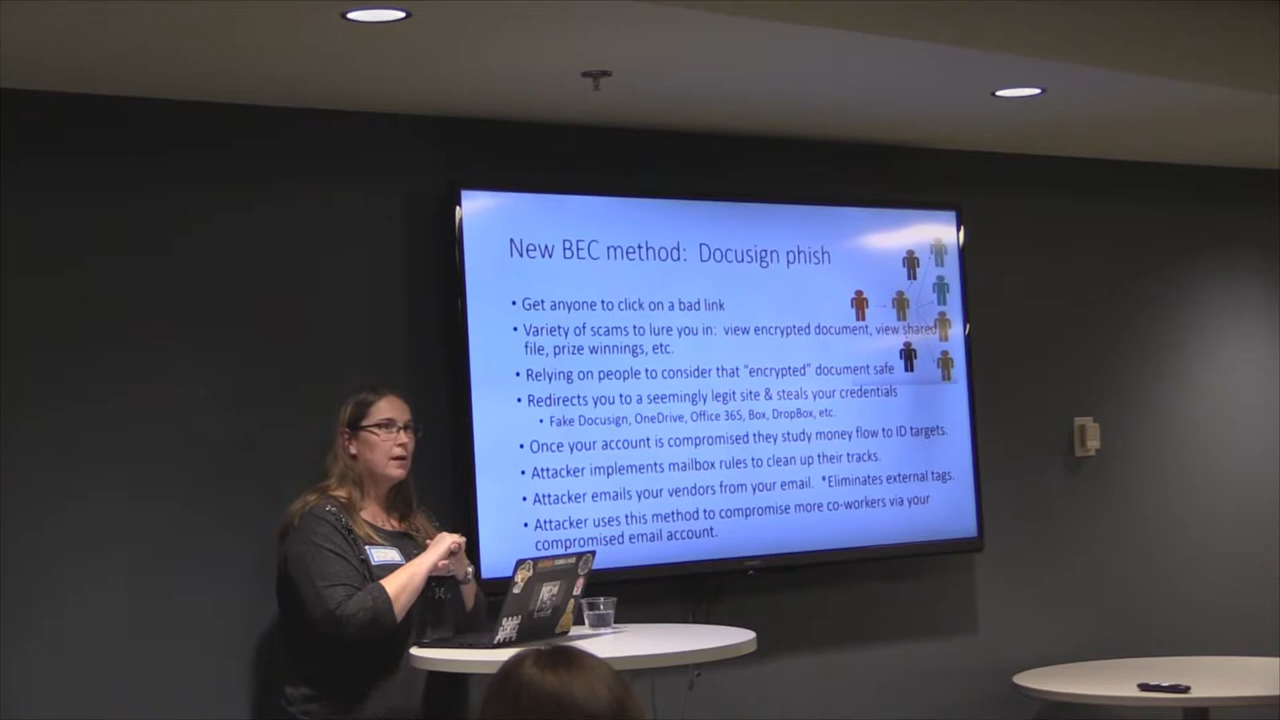 New BEC method: Docusign phish
• Get anyone to click on a bad link
• Variety of scams to lure you in: view encrypted document, view shared
file, prize winnings, etc.
• Relying on people to consider that "encrypted" document safe
• Redirects you to a seemingly legit site & steals your credentials
• Fake Docusign, OneDrive, Office 365, Box, DropBox, etc.
• Once your account is compromised they study money flow to ID targets.
• Attacker implements mailbox rules to clean up their tracks.
• Attacker emails your vendors from your email. *Eliminates external tags.
• Attacker uses this method to compromise more co-workers via your
compromised email account.